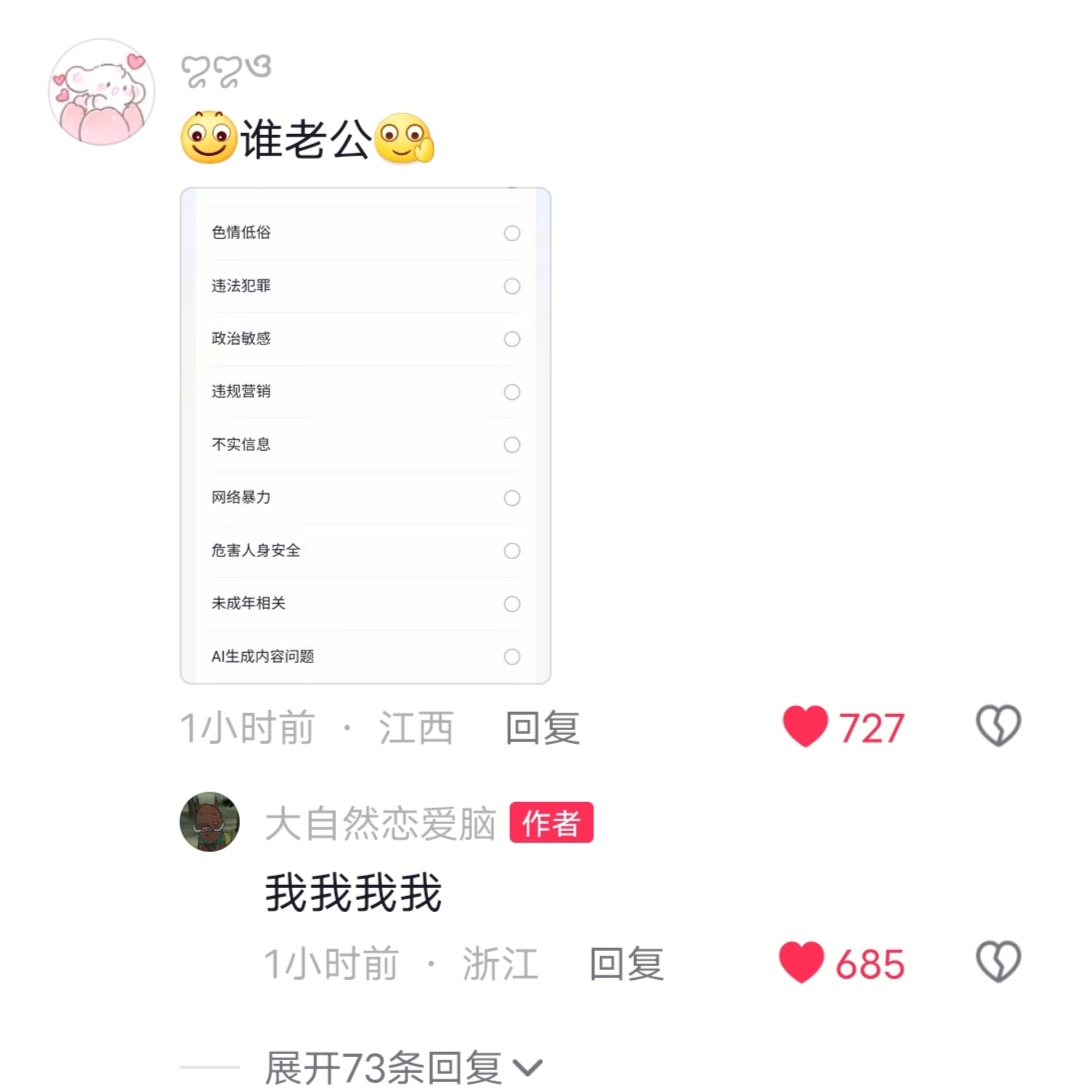 ຽຽও
谁老公
色情低俗
违法犯罪
政治敏感
违规营销
不实信息
网络暴力
危害人身安全
未成年相关
AI生成内容问题
1小时前 · 江西 回复 727
大自然恋爱脑 作者
我我我我
1小时前 · 浙江 回复 685
展开73条回复